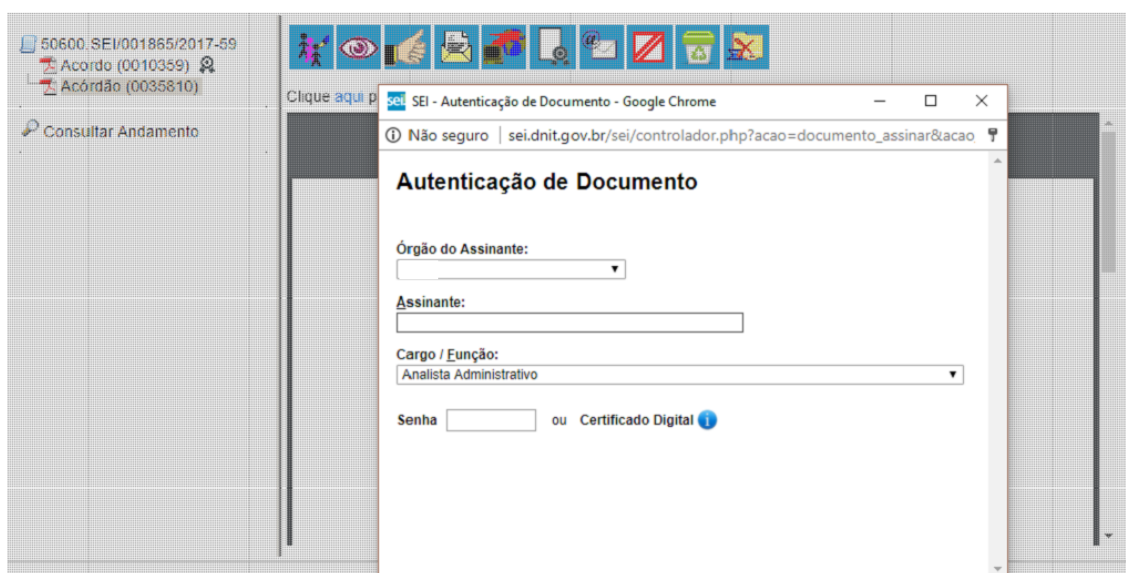 50600.SEI/001865/2017-59
Acordo (0010359)
Acórdão (0035810)
Consultar Andamento
Clique aqui p
sei SEI - Autenticação de Documento - Google Chrome
Não seguro | sei.dnit.gov.br/sei/controlador.php?acao=documento_assinar&acao
Autenticação de Documento
Órgão do Assinante:
Assinante:
Cargo / Função:
Analista Administrativo
Senha ou Certificado Digital